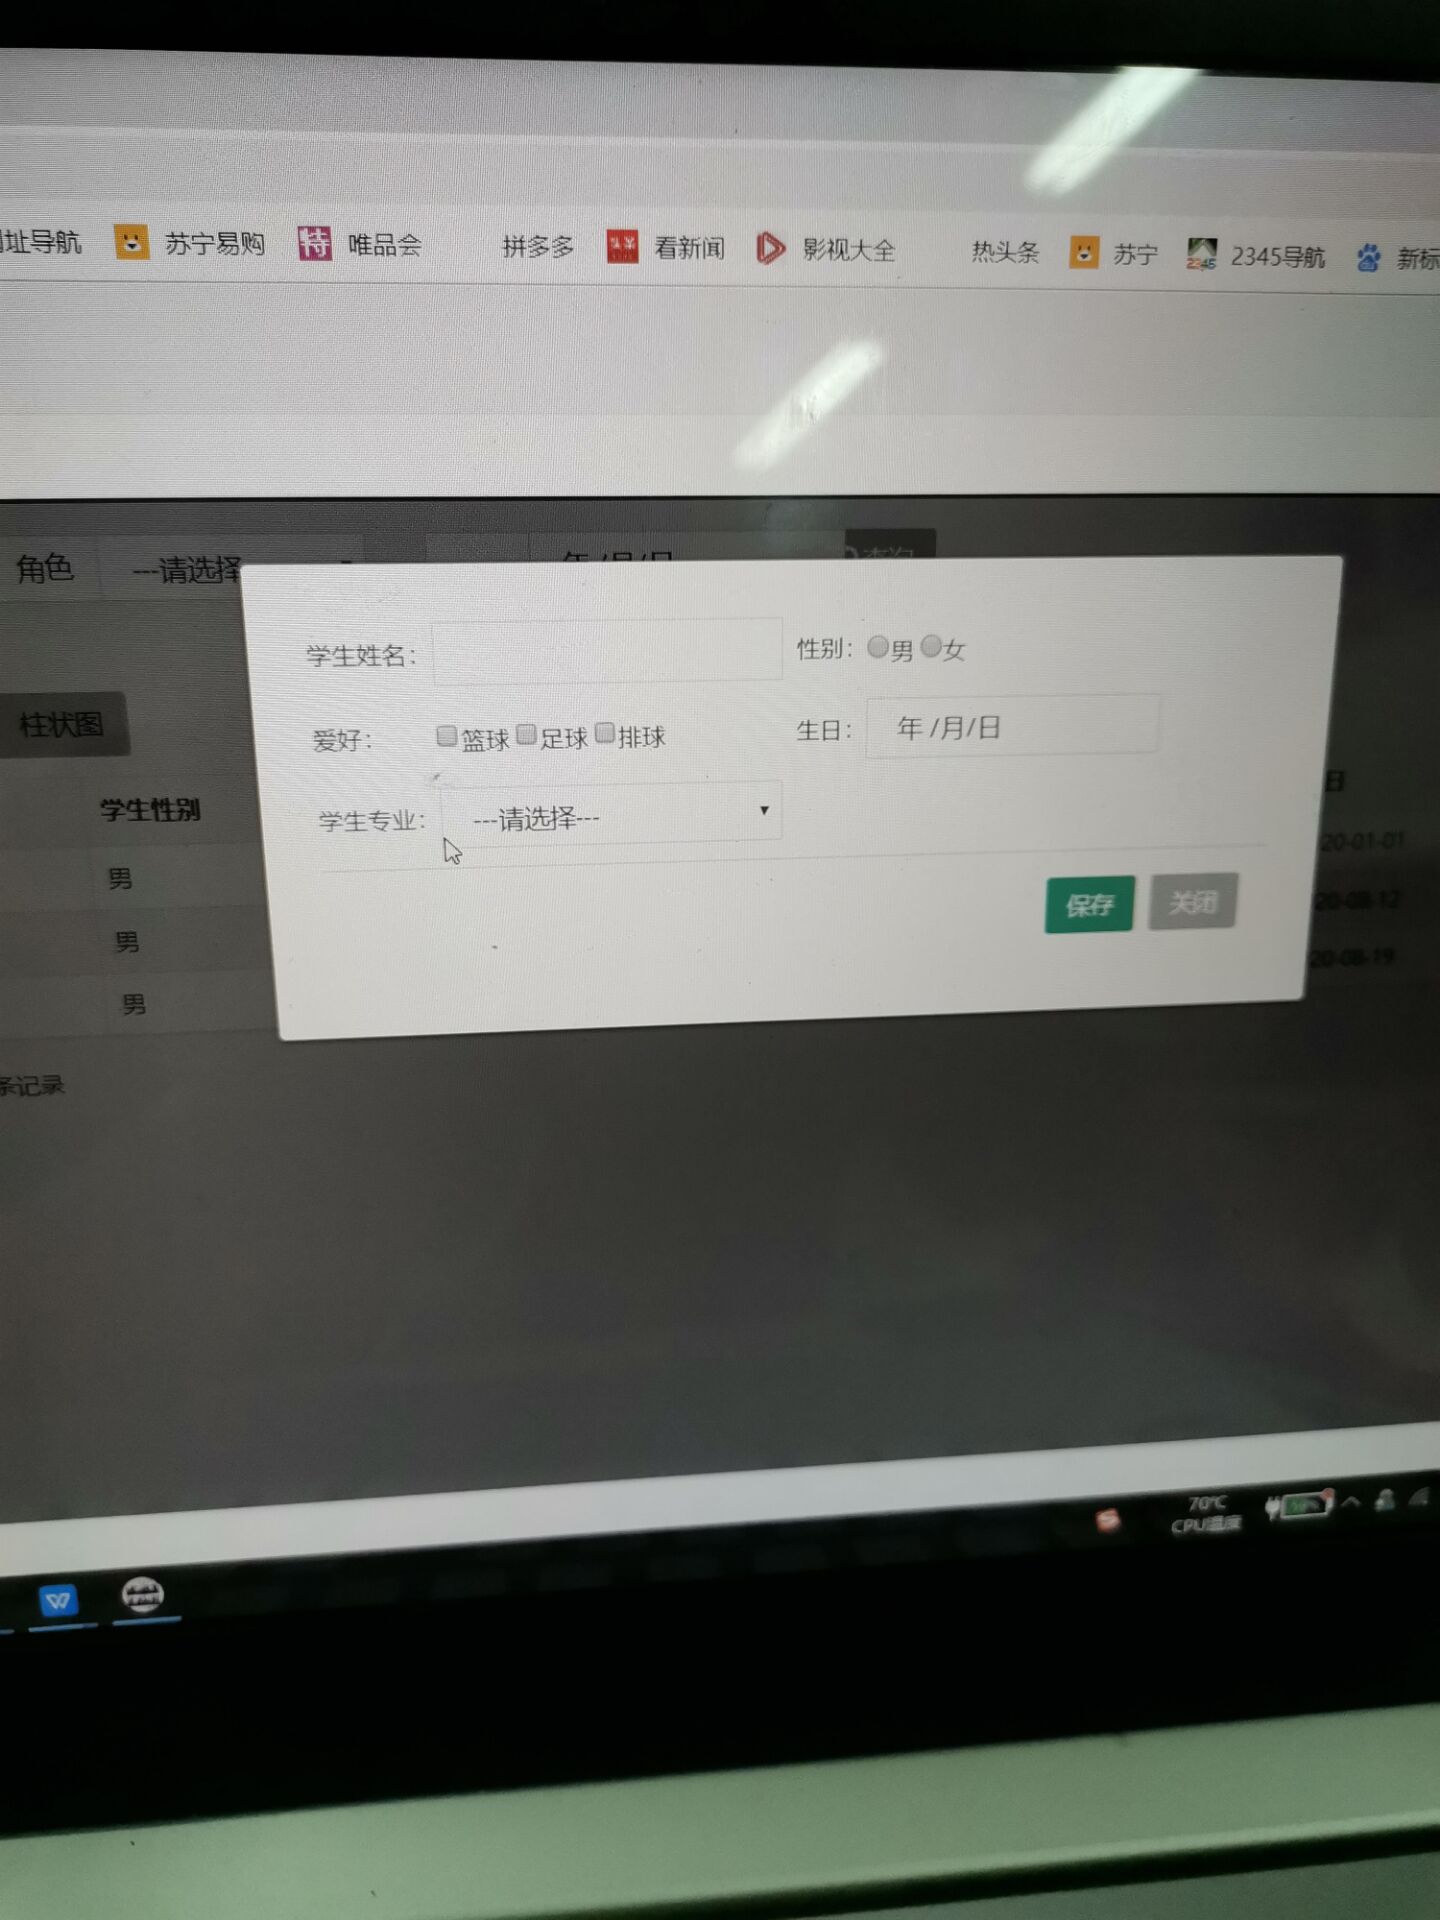 址导航 苏宁易购 特 唯品会 拼多多 看新闻 影视大全 热头条 苏宁 2345导航 新标
角色 ---请选择 年 /月/日 查询
学生姓名： 性别： 男 女
柱状图
爱好： 篮球 足球 排球 生日： 年 /月/日
学生性别 日
学生专业： ---请选择---
男 20-01-01
保存 关闭
男 20-08-12
男 20-08-19
条记录
70℃
CPU温度